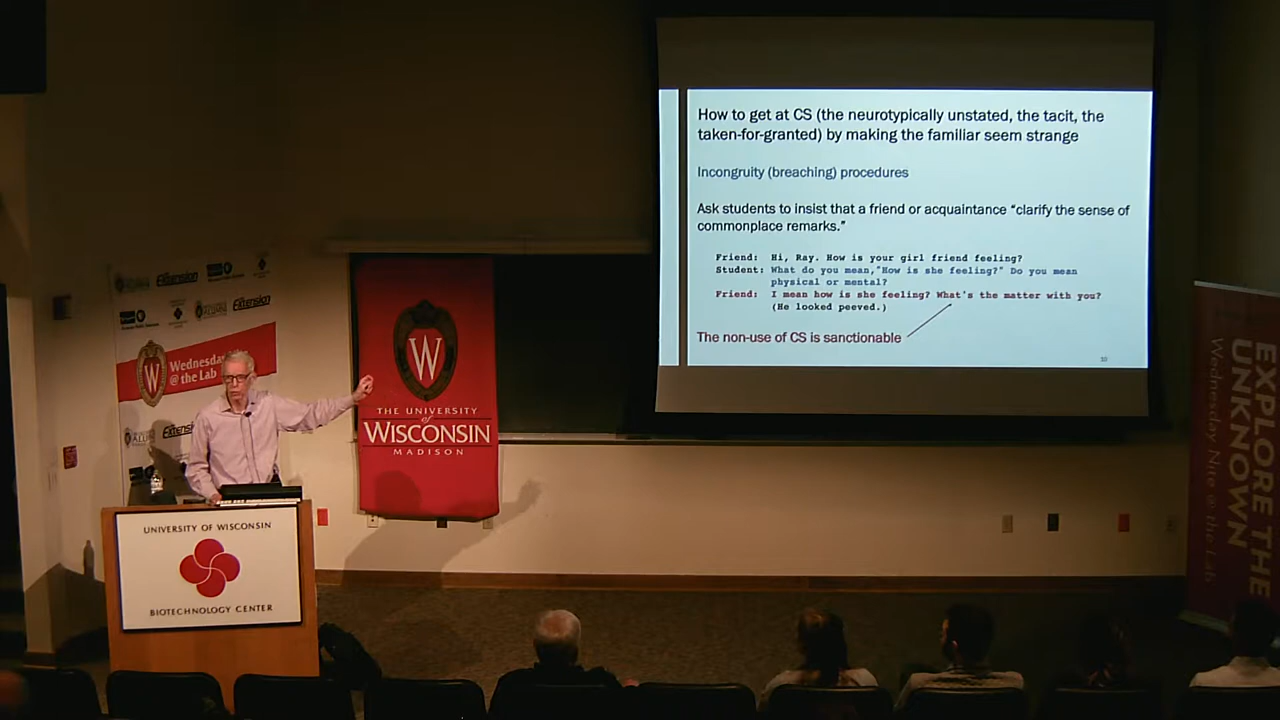 How to get at CS (the neurotypically unstated, the tacit, the
taken-for-granted) by making the familiar seem strange
Incongruity (breaching) procedures
Ask students to insist that a friend or acquaintance “clarify the sense of
commonplace remarks.”
Friend: Hi, Ray. How is your girl friend feeling?
Student: What do you mean,"How is she feeling?" Do you mean
physical or mental?
Friend: I mean how is she feeling? What's the matter with you?
(He looked peeved.)
The non-use of CS is sanctionable
10
Extension
Extension
W
Wednesday
@ the Lab
Extens
W
THE UNIVERSITY
of
WISCONSIN
MADISON
UNIVERSITY OF WISCONSIN
BIOTECHNOLOGY CENTER
EXPLORE THE
UNKNOWN
Wednesday Nite @ the Lab